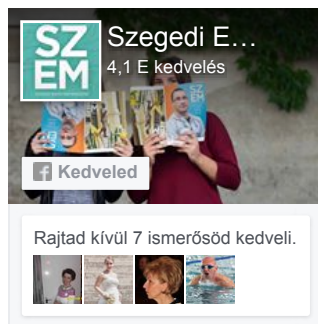 SZ
EM
Szegedi E…
4,1 E kedvelés
Kedveled
Rajtad kívül 7 ismerősöd kedveli.